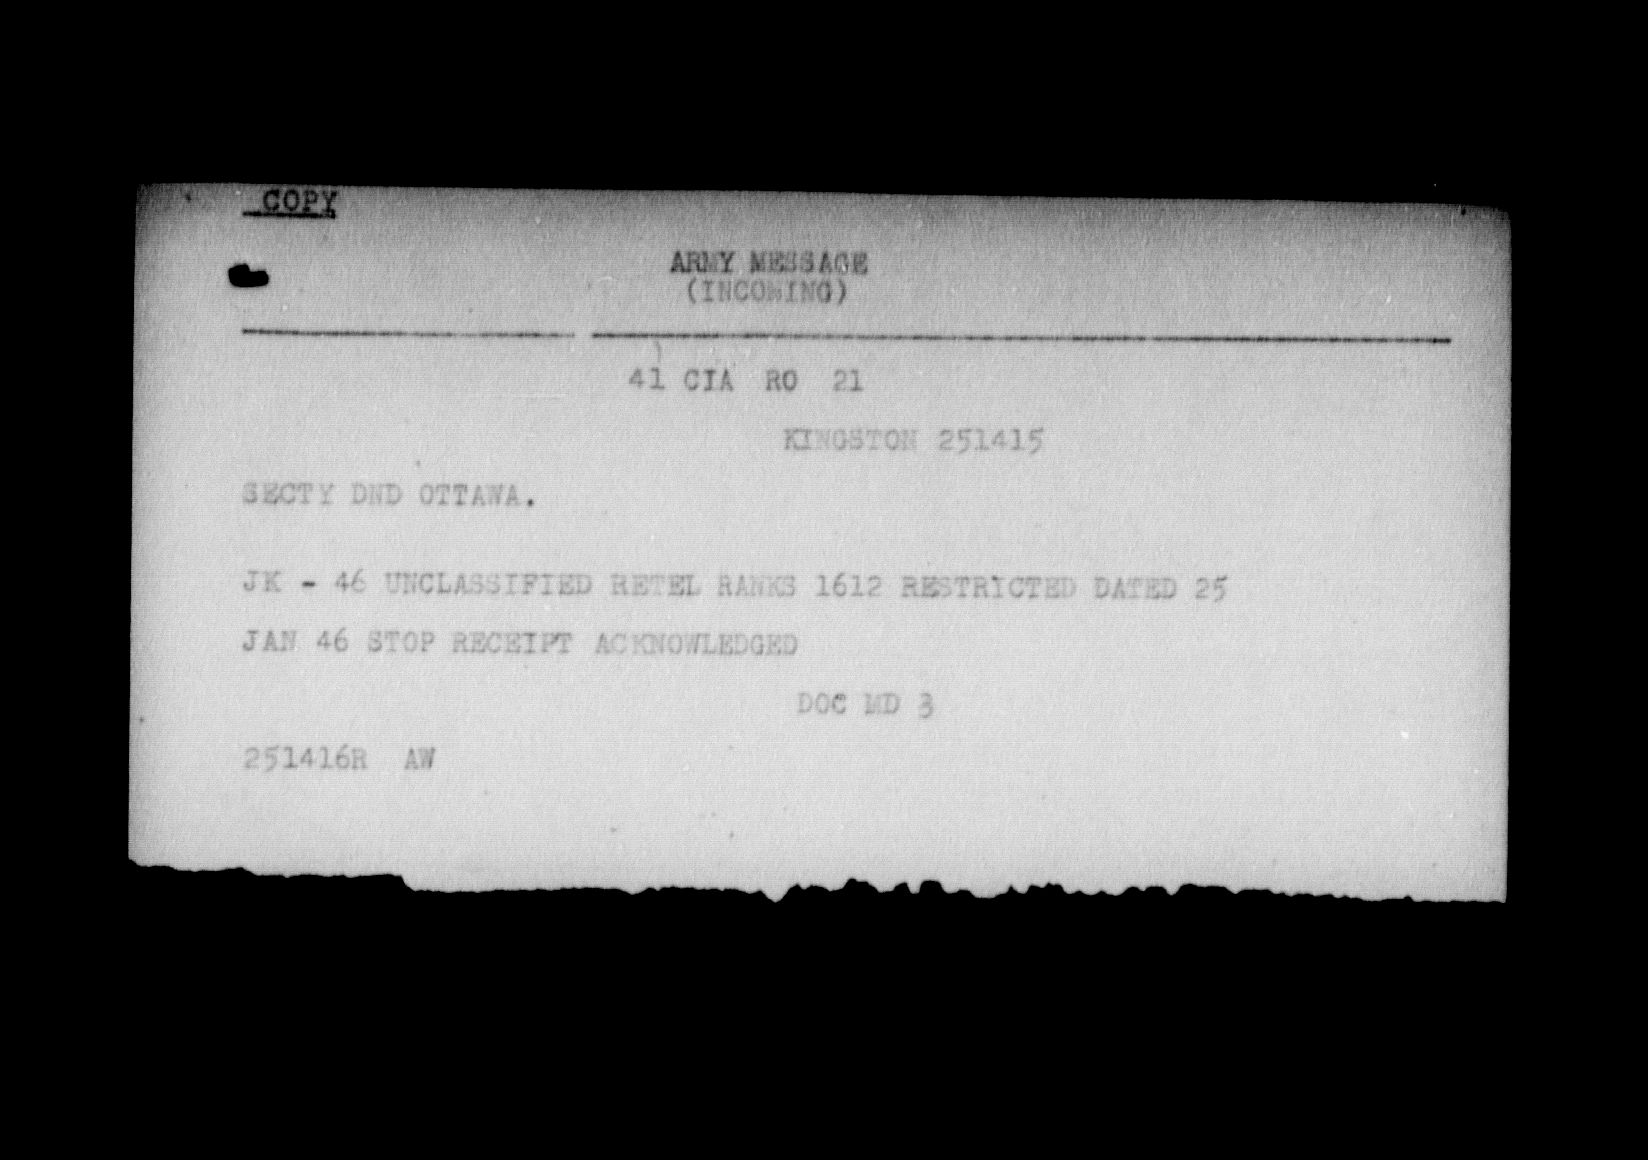 COPY
ARMY MESSAGE
(INCOMING)
41 CIA RO 21
KINGSTON 251415
SECTY DND OTTAWA.
JK - 46 UNCLASSIFIED RETEL RANKS 1612 RESTRICTED DATED 25
JAN 46 STOP RECEIPT ACKNOWLEDGED
DOC MD 3
251416R AW